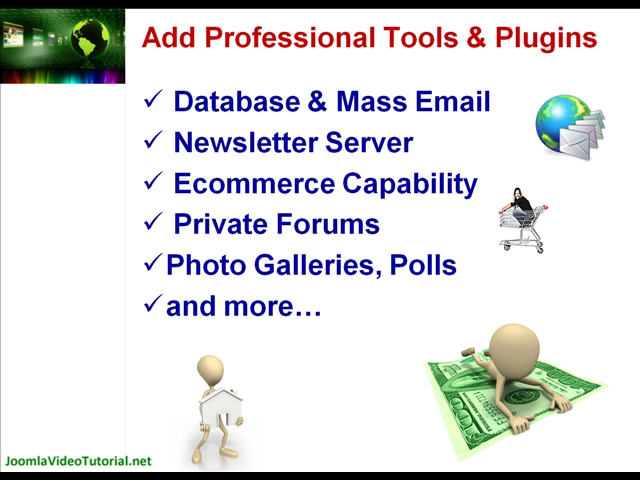 Add Professional Tools & Plugins
✓ Database & Mass Email
✓ Newsletter Server
✓ Ecommerce Capability
✓ Private Forums
✓ Photo Galleries, Polls
✓ and more…
JoomlaVideoTutorial.net